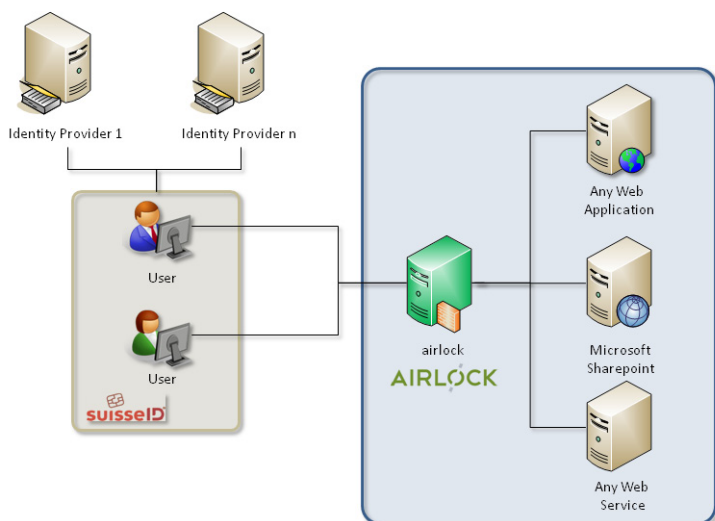 Identity Provider 1
Identity Provider n
User
User
suisseID
airlock
AIRLOCK
Any Web
Application
Microsoft
Sharepoint
Any Web
Service